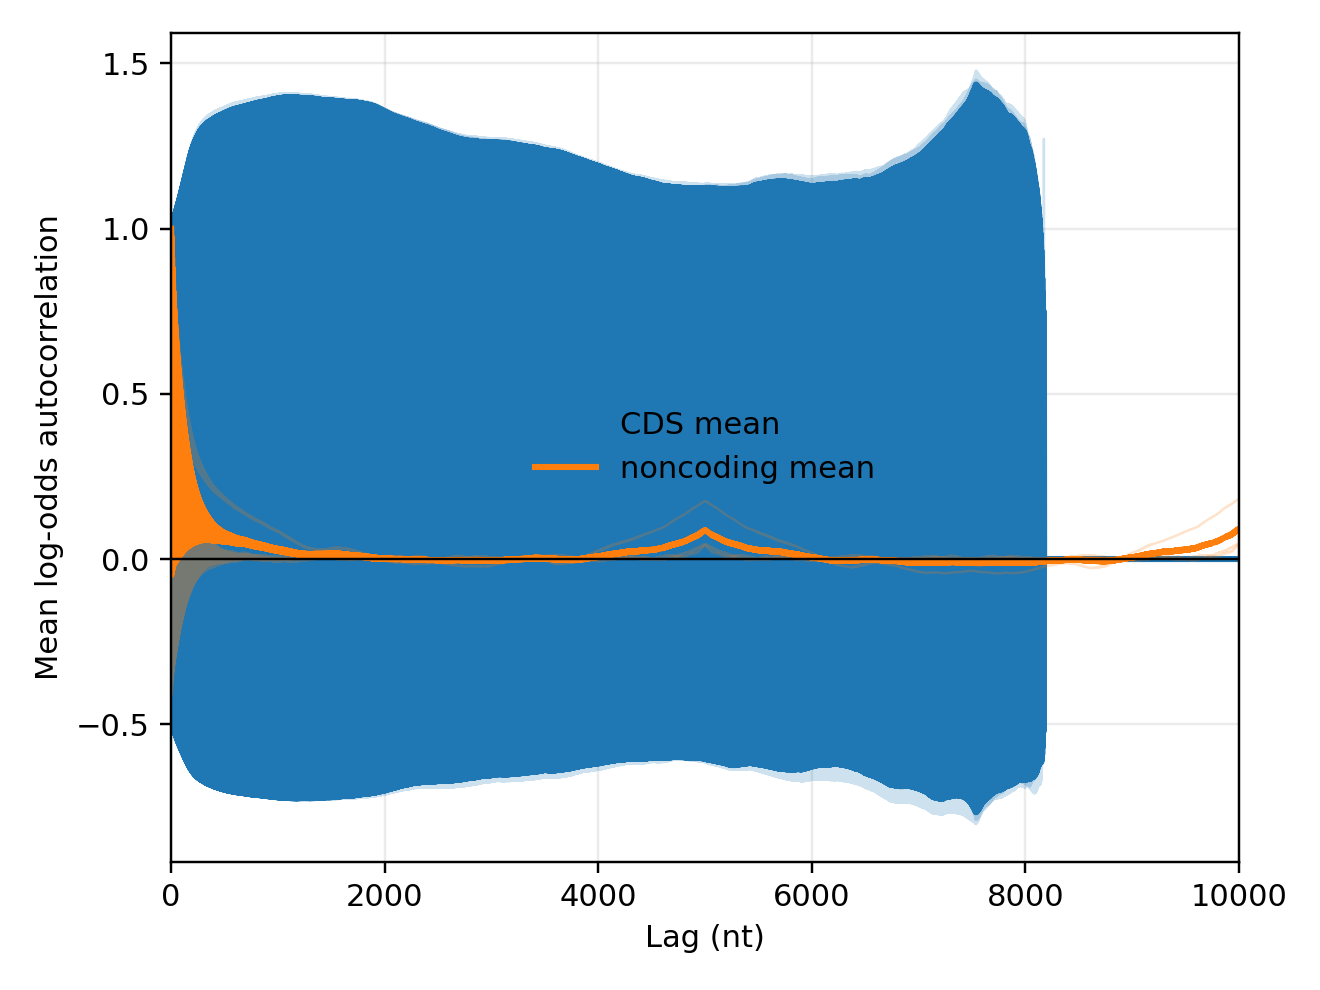 1.5
1.0
0.5
0.0
−0.5
Mean log-odds autocorrelation
CDS mean
noncoding mean
0 2000 4000 6000 8000 10000
Lag (nt)